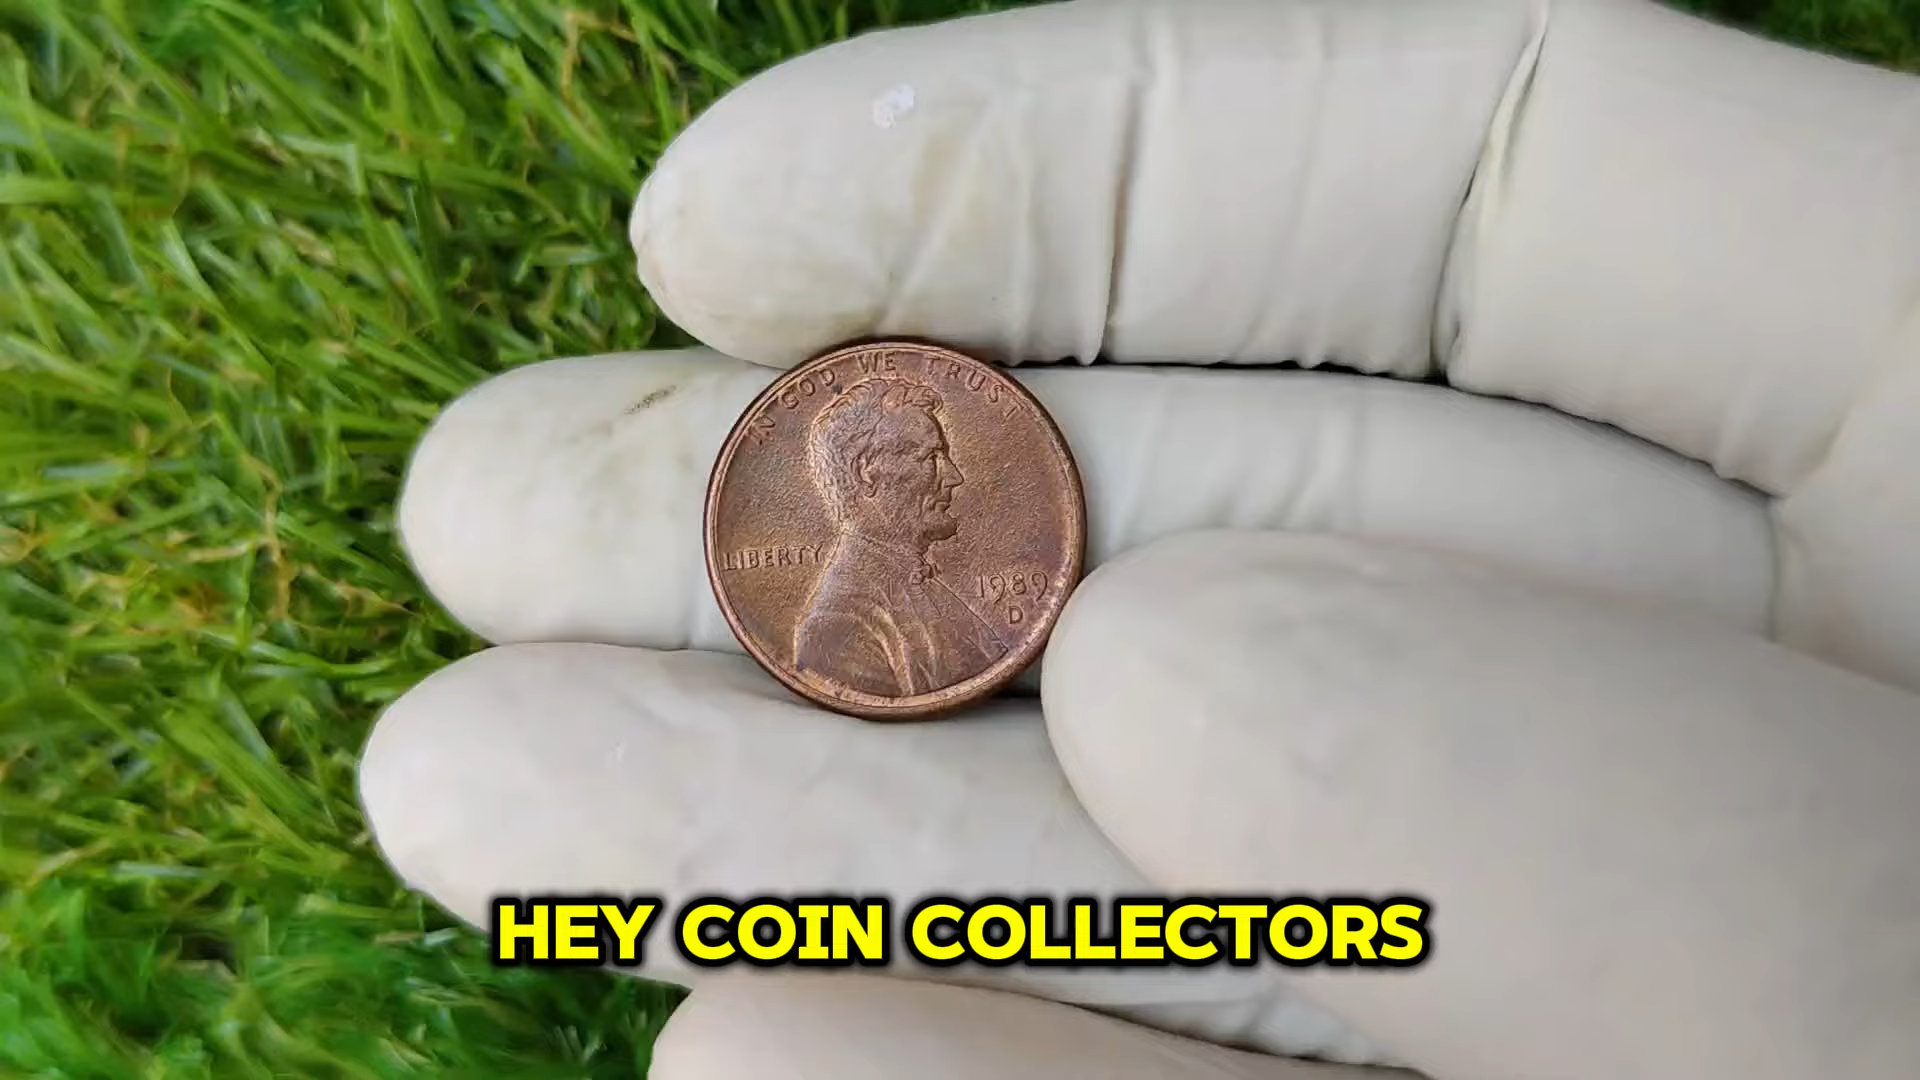 IN GOD WE TRUST
LIBERTY
1989
D
HEY COIN COLLECTORS